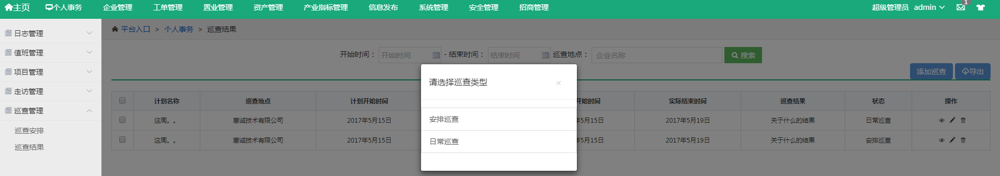 主页 个人事务 企业管理 工单管理 置业管理 资产管理 产业指标管理 信息发布 系统管理 安全管理 招商管理 超级管理员 admin 1
日志管理
值班管理
项目管理
走访管理
巡查管理
巡查安排
巡查结果
平台入口 > 个人事务 > 巡查结果
开始时间： 开始时间 - 结束时间： 结束时间 巡查地点： 企业名称 搜索
添加巡查 导出
请选择巡查类型 ×
安排巡查
日常巡查
计划名称 巡查地点 计划开始时间 开始时间 实际结束时间 巡查结果 状态 操作
这周。。 惠诚技术有限公司 2017年5月15日 年5月15日 2017年5月19日 关于什么的结果 日常巡查
这周。。 惠诚技术有限公司 2017年5月15日 年5月15日 2017年5月19日 关于什么的结果 安排巡查